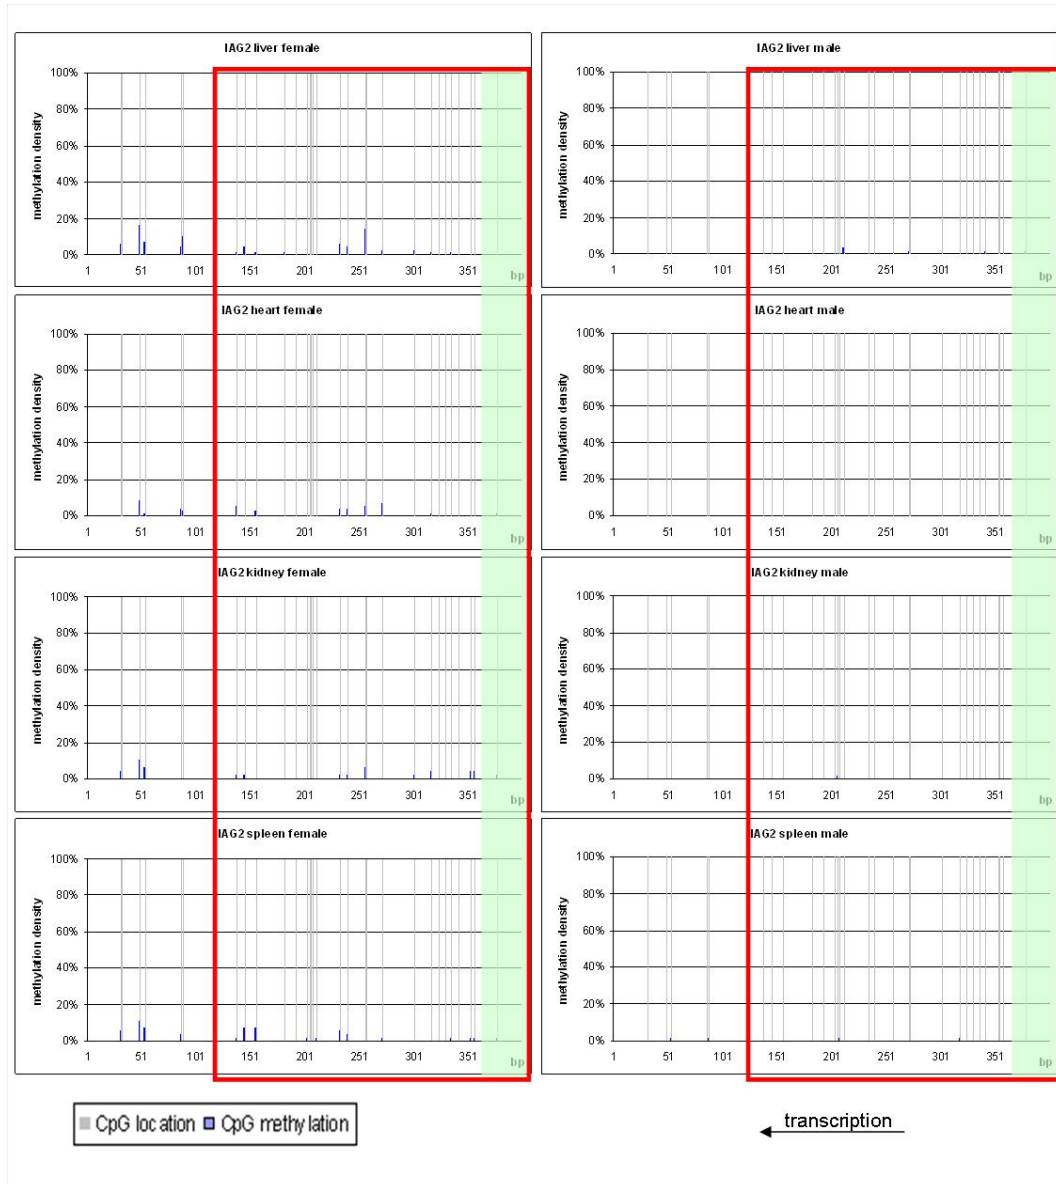 IAG2 liver female
100%
80%
60%
40%
20%
0%
methylation density
1 51 101 151 201 251 301 351 bp
IAG2 liver male
100%
80%
60%
40%
20%
0%
methylation density
1 51 101 151 201 251 301 351 bp
IAG2 heart female
100%
80%
60%
40%
20%
0%
methylation density
1 51 101 151 201 251 301 351 bp
IAG2 heart male
100%
80%
60%
40%
20%
0%
methylation density
1 51 101 151 201 251 301 351 bp
IAG2 kidney female
100%
80%
60%
40%
20%
0%
methylation density
1 51 101 151 201 251 301 351 bp
IAG2 kidney male
100%
80%
60%
40%
20%
0%
methylation density
1 51 101 151 201 251 301 351 bp
IAG2 spleen female
100%
80%
60%
40%
20%
0%
methylation density
1 51 101 151 201 251 301 351 bp
IAG2 spleen male
100%
80%
60%
40%
20%
0%
methylation density
1 51 101 151 201 251 301 351 bp
CpG location CpG methylation
transcription